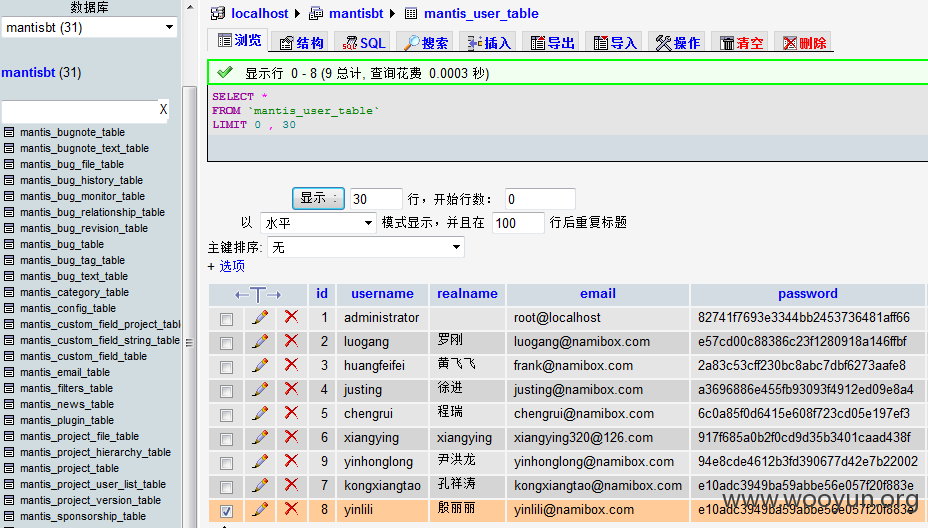 数据库
mantisbt (31)
mantisbt (31)
X
mantis_bugnote_table
mantis_bugnote_text_table
mantis_bug_file_table
mantis_bug_history_table
mantis_bug_monitor_table
mantis_bug_relationship_table
mantis_bug_revision_table
mantis_bug_table
mantis_bug_tag_table
mantis_bug_text_table
mantis_category_table
mantis_config_table
mantis_custom_field_project_table
mantis_custom_field_string_table
mantis_custom_field_table
mantis_email_table
mantis_filters_table
mantis_news_table
mantis_plugin_table
mantis_project_file_table
mantis_project_hierarchy_table
mantis_project_table
mantis_project_user_list_table
mantis_project_version_table
mantis_sponsorship_table
localhost mantisbt mantis_user_table
浏览 结构 SQL 搜索 插入 导出 导入 操作 清空 删除
显示行 0 - 8 (9 总计, 查询花费 0.0003 秒)
SELECT *
FROM `mantis_user_table`
LIMIT 0 , 30
显示 : 30 行，开始行数: 0
以 水平 模式显示，并且在 100 行后重复标题
主键排序: 无
+ 选项
id username realname email password
1 administrator root@localhost 82741f7693e3344bb2453736481aff66
2 luogang 罗刚 luogang@namibox.com e57cd00c88386c23f1280918a146ffbf
3 huangfeifei 黄飞飞 frank@namibox.com 2a83c53cff230bc8abc7dbf6273aafe8
4 justing 徐进 justing@namibox.com a3696886e455fb93093f4912ed09e8a4
5 chengrui 程瑞 chengrui@namibox.com 6c0a85f0d6415e608f723cd05e197ef3
6 xiangying xiangying xiangying320@126.com 917f685a0b2f0cd9d35b3401caad438f
9 yinhonglong 尹洪龙 yinhonglong@namibox.com 94e8cde4612b3fd390677d42e7b22002
7 kongxiangtao 孔祥涛 kongxiangtao@namibox.com e10adc3949ba59abbe56e057f20f883e
8 yinlili 殷丽丽 yinlili@namibox.com e10adc3949ba59abbe56e057f20f883e
www.wooyun.org